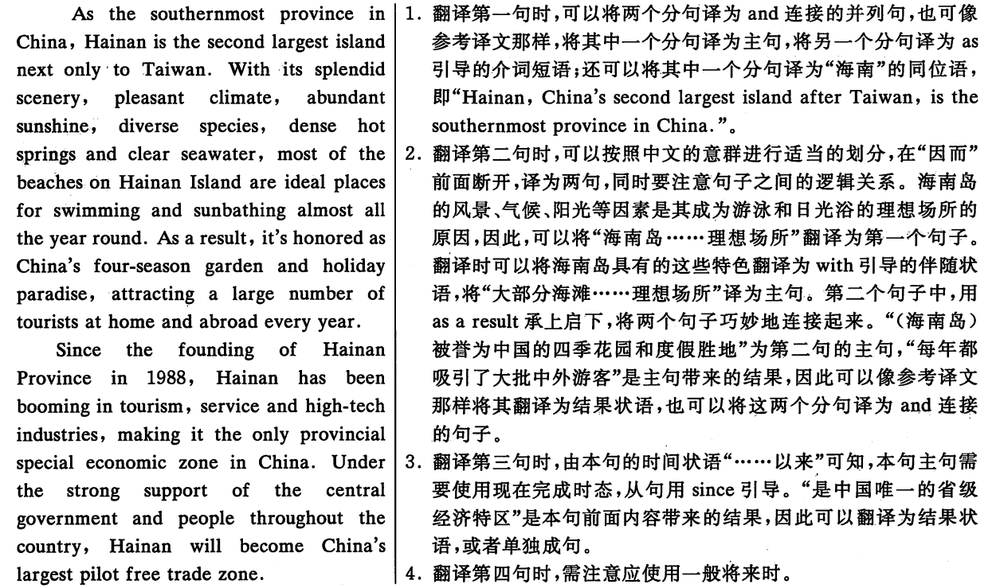 As the southernmost province in
China, Hainan is the second largest island
next only to Taiwan. With its splendid
scenery, pleasant climate, abundant
sunshine, diverse species, dense hot
springs and clear seawater, most of the
beaches on Hainan Island are ideal places
for swimming and sunbathing almost all
the year round. As a result, it's honored as
China's four-season garden and holiday
paradise, attracting a large number of
tourists at home and abroad every year.
Since the founding of Hainan
Province in 1988, Hainan has been
booming in tourism, service and high-tech
industries, making it the only provincial
special economic zone in China. Under
the strong support of the central
government and people throughout the
country, Hainan will become China's
largest pilot free trade zone.
1. 翻译第一句时,可以将两个分句译为 and 连接的并列句,也可像
参考译文那样,将其中一个分句译为主句,将另一个分句译为 as
引导的介词短语;还可以将其中一个分句译为“海南”的同位语,
即“Hainan, China's second largest island after Taiwan, is the
southernmost province in China.”。
2. 翻译第二句时,可以按照中文的意群进行适当的划分,在“因而”
前面断开,译为两句,同时要注意句子之间的逻辑关系。海南岛
的风景、气候、阳光等因素是其成为游泳和日光浴的理想场所的
原因,因此,可以将“海南岛……理想场所”翻译为第一个句子。
翻译时可以将海南岛具有的这些特色翻译为 with 引导的伴随状
语,将“大部分海滩……理想场所”译为主句。第二个句子中,用
as a result 承上启下,将两个句子巧妙地连接起来。“(海南岛)
被誉为中国的四季花园和度假胜地”为第二句的主句,“每年都
吸引了大批中外游客”是主句带来的结果,因此可以像参考译文
那样将其翻译为结果状语,也可以将这两个分句译为 and 连接
的句子。
3. 翻译第三句时,由本句的时间状语“……以来”可知,本句主句需
要使用现在完成时态,从句用 since 引导。“是中国唯一的省级
经济特区”是本句前面内容带来的结果,因此可以翻译为结果状
语,或者单独成句。
4. 翻译第四句时,需注意应使用一般将来时。